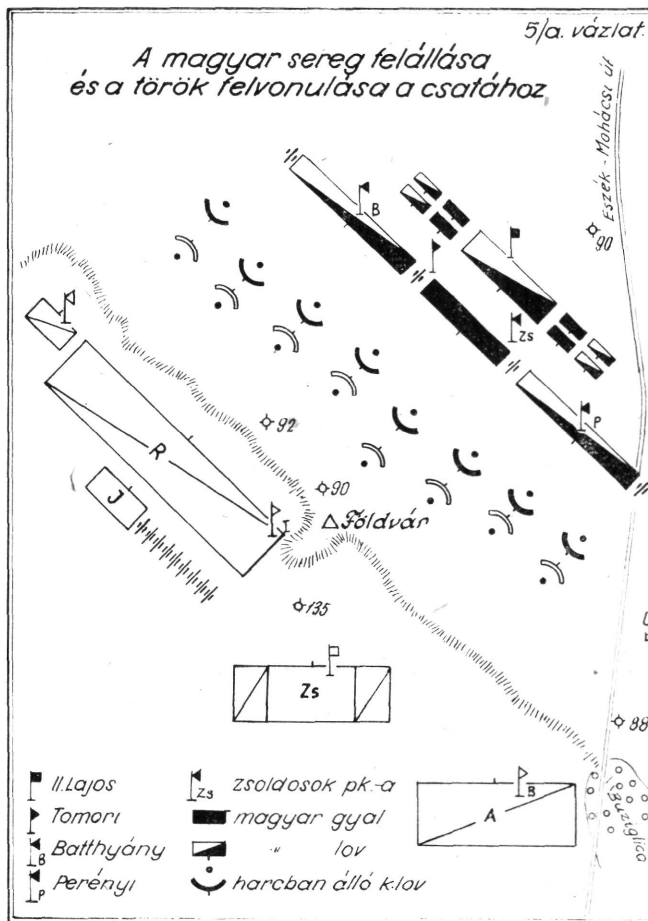 5/a. vázlat.
A magyar sereg felállása
és a török felvonulása a csatához
Eszék-Mohácsi út
B
90
Zs
P
92
R
90
J
Földvár
135
Zs
88
B
A
Buziglica
II. Lajos
Tomori
B Batthyány
P Perényi
Zs zsoldosok pk.-a
magyar gyal
" lov
harcban álló k.lov